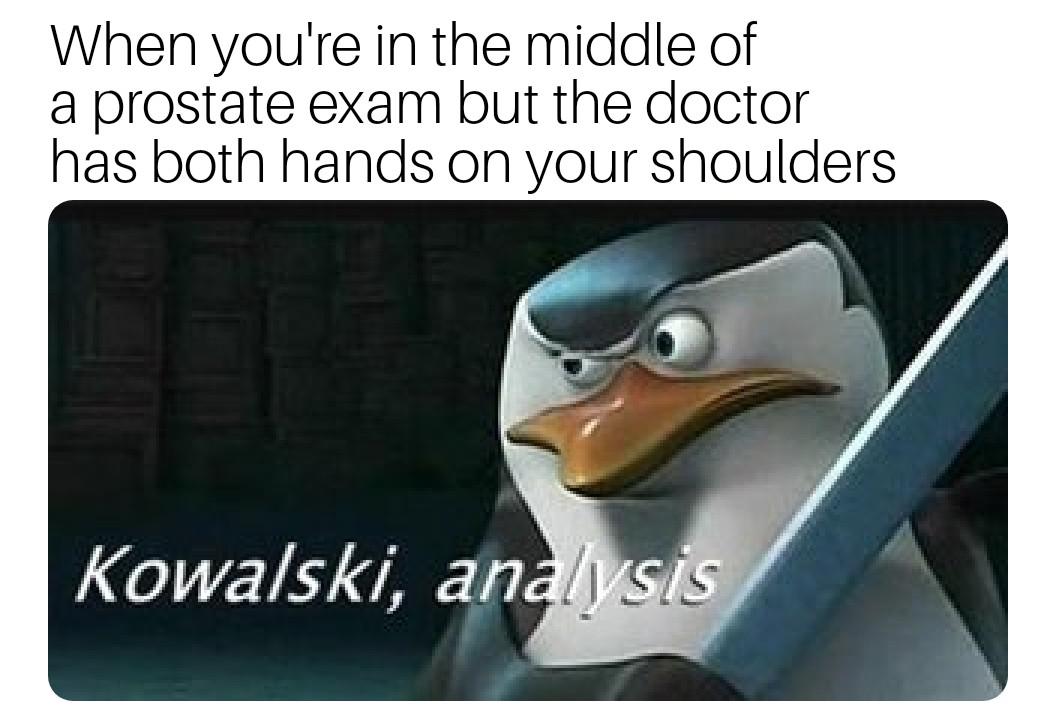 When you're in the middle of
a prostate exam but the doctor
has both hands on your shoulders
Kowalski, analysis